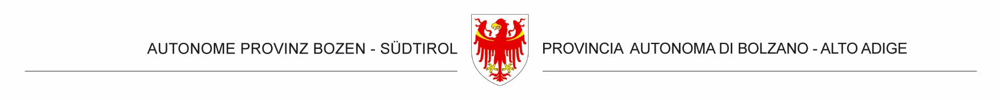 AUTONOME PROVINZ BOZEN - SÜDTIROL
PROVINCIA AUTONOMA DI BOLZANO - ALTO ADIGE